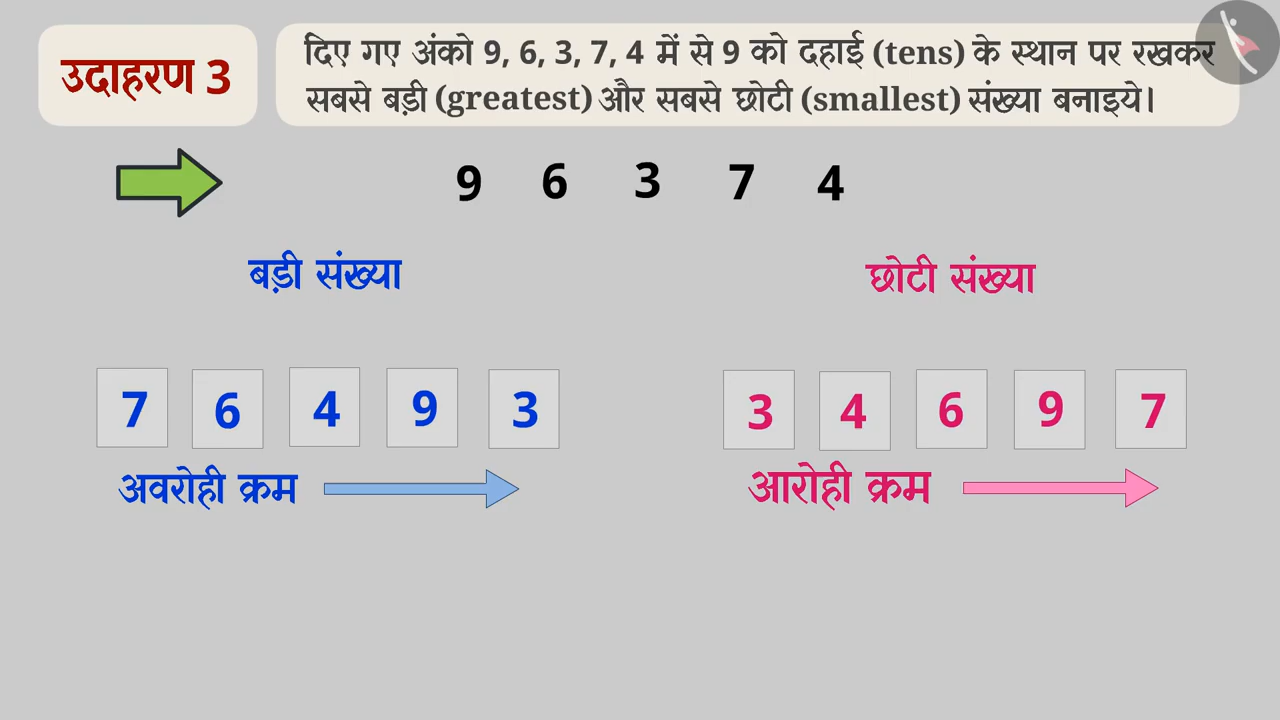 उदाहरण 3
दिए गए अंको 9, 6, 3, 7, 4 में से 9 को दहाई (tens) के स्थान पर रखकर
सबसे बड़ी (greatest) और सबसे छोटी (smallest) संख्या बनाइये।
9 6 3 7 4
बड़ी संख्या
छोटी संख्या
7 6 4 9 3
3 4 6 9 7
अवरोही क्रम
आरोही क्रम